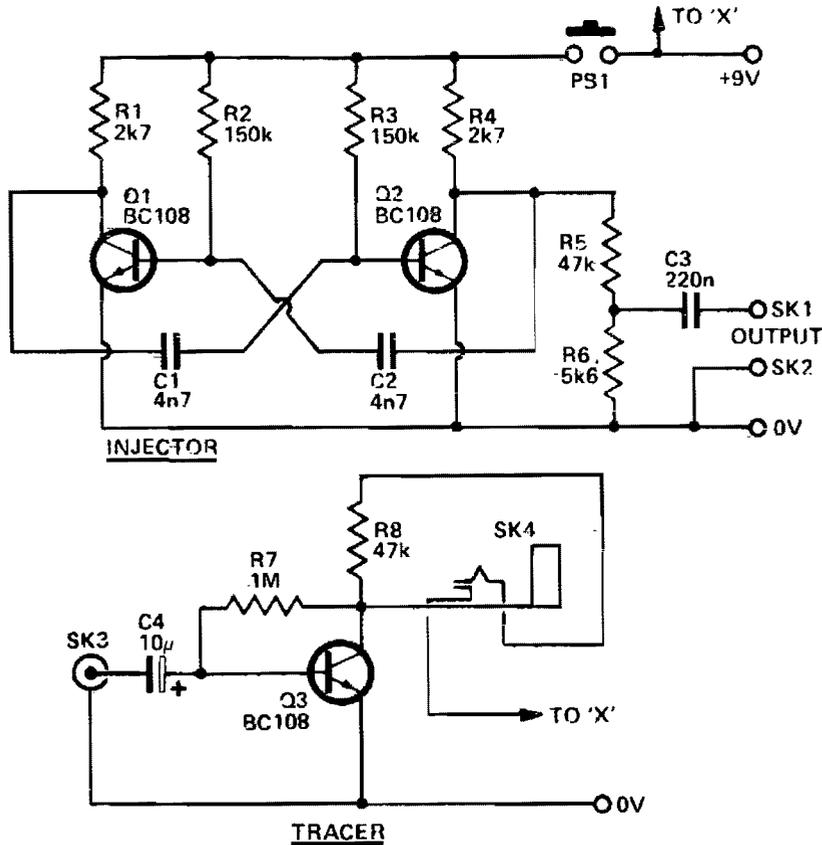 TO 'X'
PS1
+9V
R1
2k7
R2
150k
R3
150k
R4
2k7
Q1
BC108
Q2
BC108
R5
47k
C3
220n
SK1
OUTPUT
SK2
R6
5k6
C1
4n7
C2
4n7
0V
INJECTOR
R8
47k
SK4
R7
1M
C4
10µ
SK3
+
Q3
BC108
TO 'X'
0V
TRACER